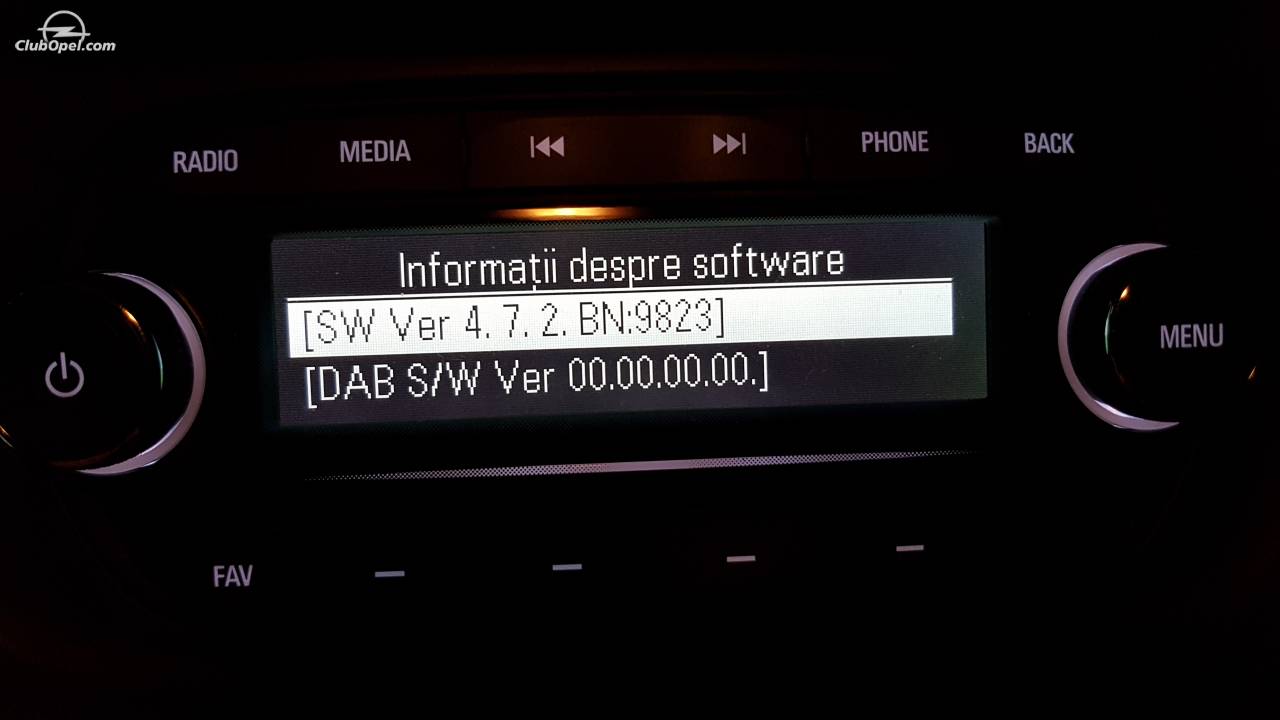 ClubOpel.com
RADIO
MEDIA
PHONE
BACK
Informații despre software
[SW Ver 4. 7. 2. BN:9823]
[DAB S/W Ver 00.00.00.00.]
MENU
FAV